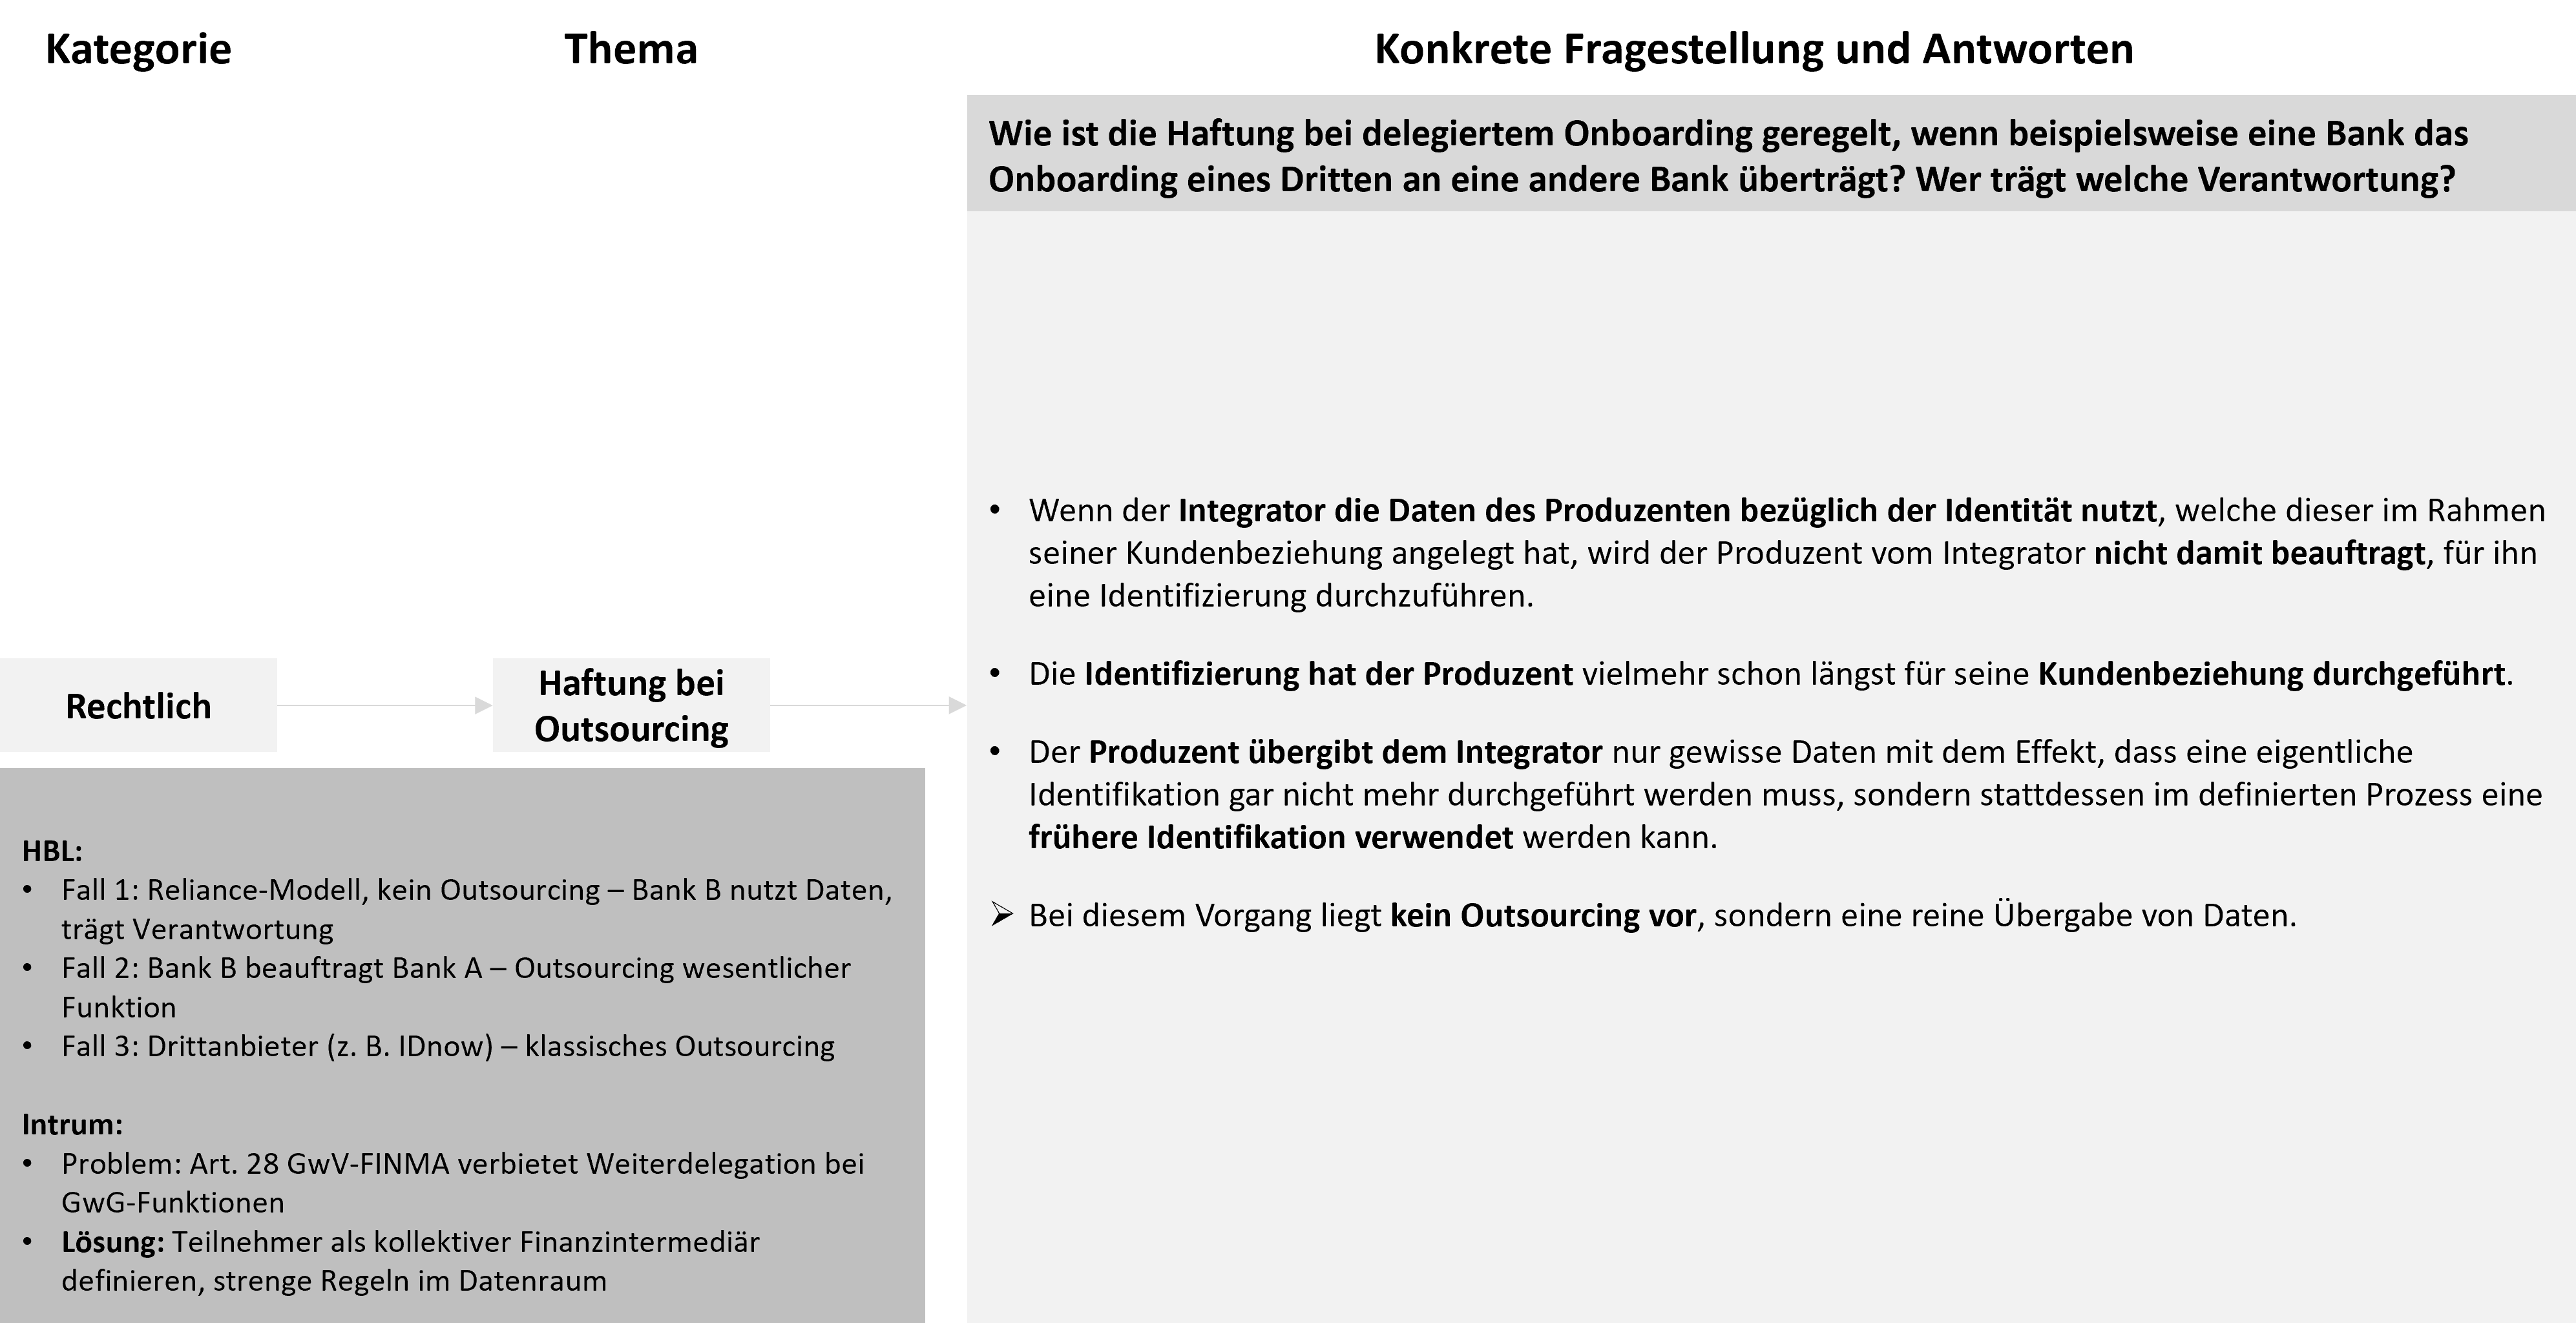 Kategorie
Thema
Konkrete Fragestellung und Antworten
Wie ist die Haftung bei delegiertem Onboarding geregelt, wenn beispielsweise eine Bank das
Onboarding eines Dritten an eine andere Bank überträgt? Wer trägt welche Verantwortung?
Rechtlich
Haftung bei
Outsourcing
• Wenn der Integrator die Daten des Produzenten bezüglich der Identität nutzt, welche dieser im Rahmen
seiner Kundenbeziehung angelegt hat, wird der Produzent vom Integrator nicht damit beauftragt, für ihn
eine Identifizierung durchzuführen.
• Die Identifizierung hat der Produzent vielmehr schon längst für seine Kundenbeziehung durchgeführt.
• Der Produzent übergibt dem Integrator nur gewisse Daten mit dem Effekt, dass eine eigentliche
Identifikation gar nicht mehr durchgeführt werden muss, sondern stattdessen im definierten Prozess eine
frühere Identifikation verwendet werden kann.
➢ Bei diesem Vorgang liegt kein Outsourcing vor, sondern eine reine Übergabe von Daten.
HBL:
• Fall 1: Reliance-Modell, kein Outsourcing – Bank B nutzt Daten,
trägt Verantwortung
• Fall 2: Bank B beauftragt Bank A – Outsourcing wesentlicher
Funktion
• Fall 3: Drittanbieter (z. B. IDnow) – klassisches Outsourcing
Intrum:
• Problem: Art. 28 GwV-FINMA verbietet Weiterdelegation bei
GwG-Funktionen
• Lösung: Teilnehmer als kollektiver Finanzintermediär
definieren, strenge Regeln im Datenraum